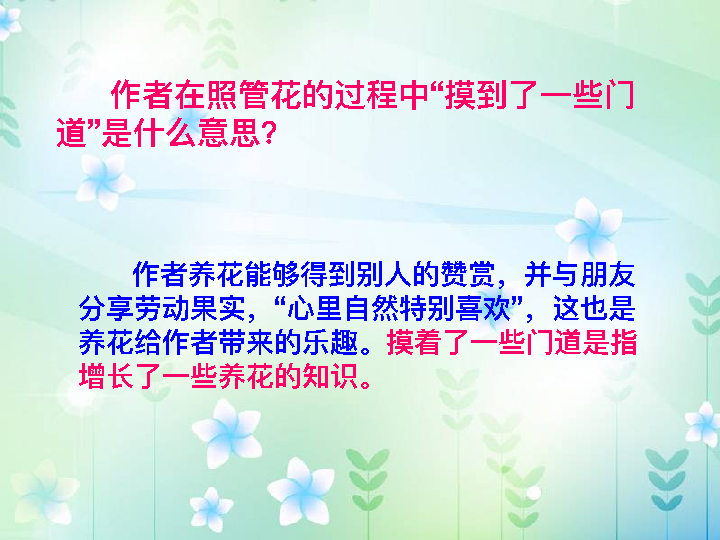 作者在照管花的过程中“摸到了一些门
道”是什么意思？
作者养花能够得到别人的赞赏，并与朋友
分享劳动果实，“心里自然特别喜欢”，这也是
养花给作者带来的乐趣。摸着了一些门道是指
增长了一些养花的知识。